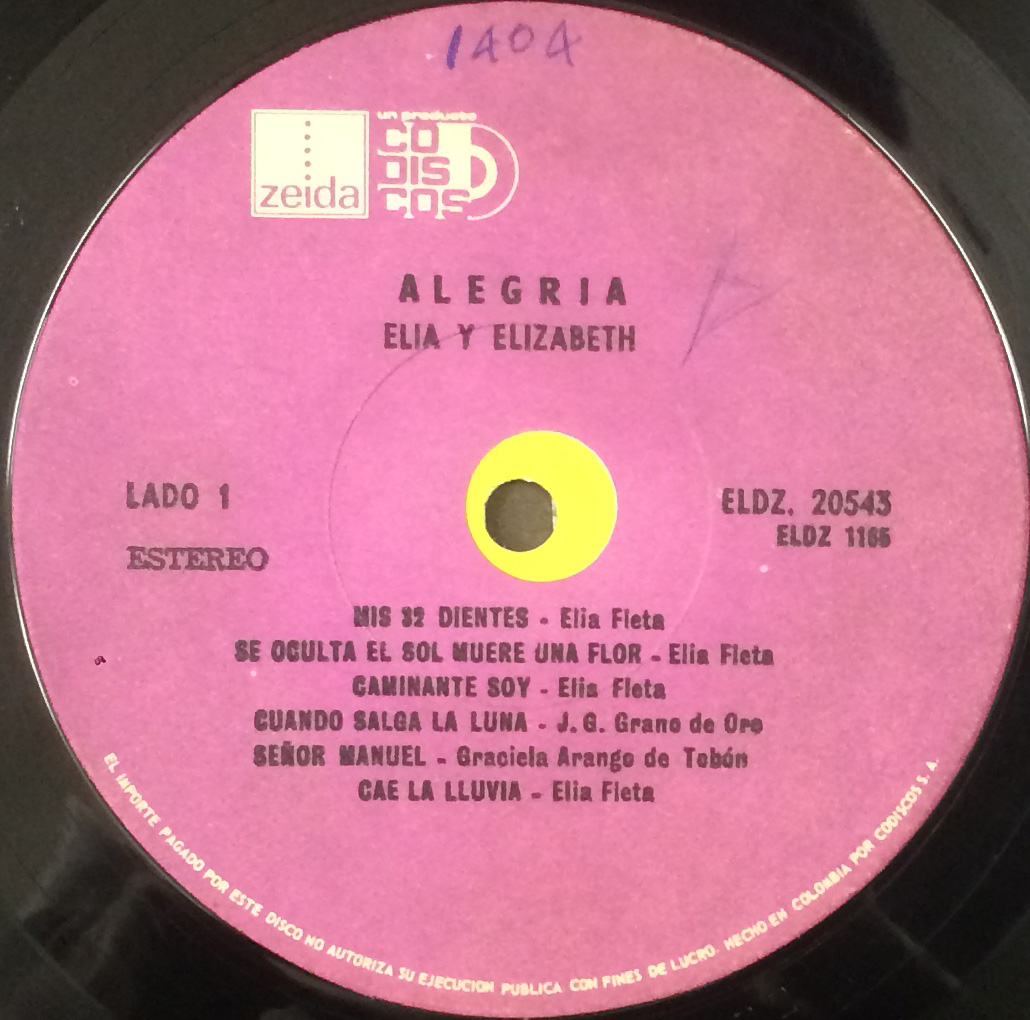 1404
zeida
un producto
CO
DIS
COS
ALEGRIA
ELIA Y ELIZABETH
LADO 1
ELDZ. 20543
ESTEREO
ELDZ 1165
MIS 32 DIENTES - Elia Fleta
SE OCULTA EL SOL MUERE UNA FLOR - Elia Fleta
CAMINANTE SOY - Elia Fleta
CUANDO SALGA LA LUNA - J. G. Grano de Oro
SEÑOR MANUEL - Graciela Arango de Tobón
CAE LA LLUVIA - Elia Fleta
EL IMPORTE PAGADO POR ESTE DISCO NO AUTORIZA SU EJECUCION PUBLICA CON FINES DE LUCRO. HECHO EN COLOMBIA POR CODISCOS S. A.